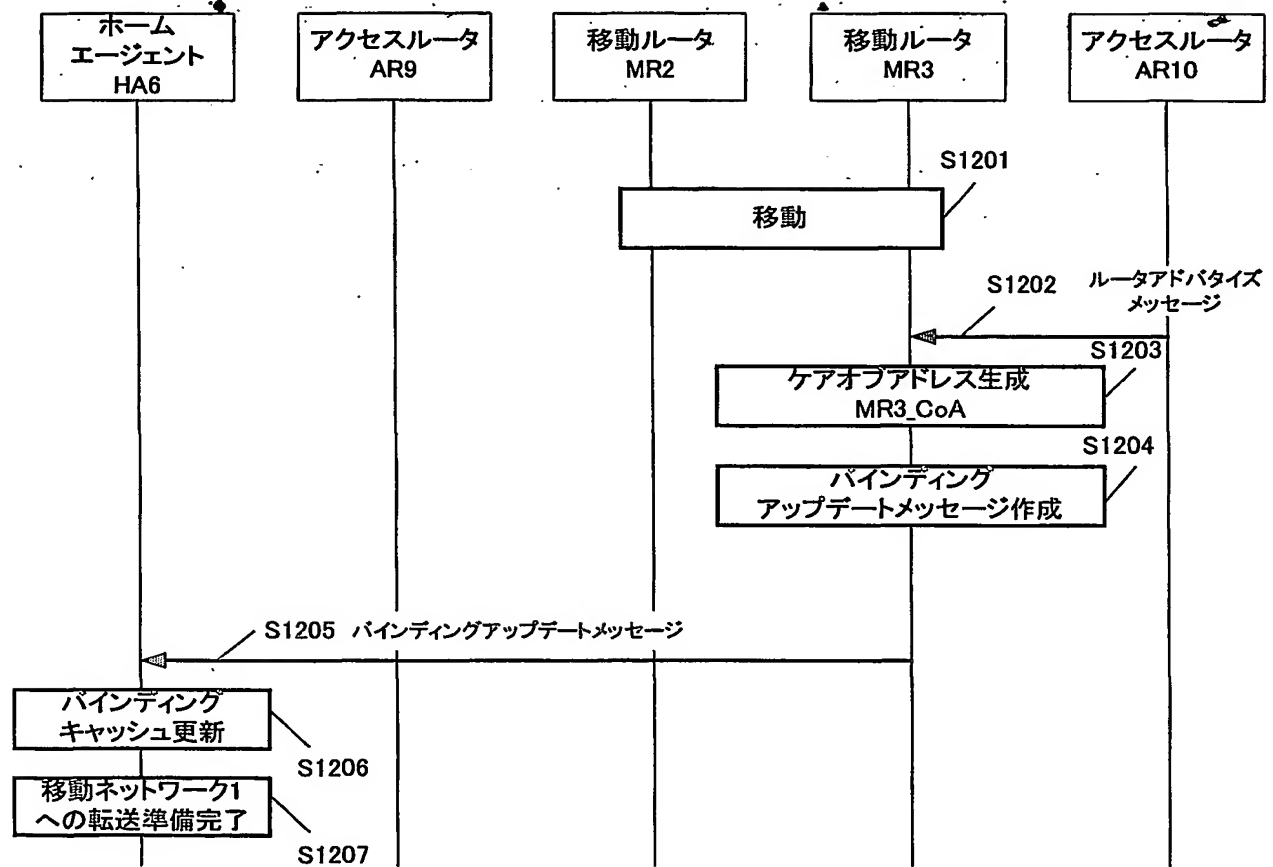 ホーム
エージェント
HA6
アクセスルータ
AR9
移動ルータ
MR2
移動ルータ
MR3
アクセスルータ
AR10
S1201
移動
S1202
ルータアドバタイズ
メッセージ
S1203
ケアオブアドレス生成
MR3_CoA
S1204
バインディング
アップデートメッセージ作成
S1205 バインディングアップデートメッセージ
バインディング
キャッシュ更新
S1206
移動ネットワーク1
への転送準備完了
S1207